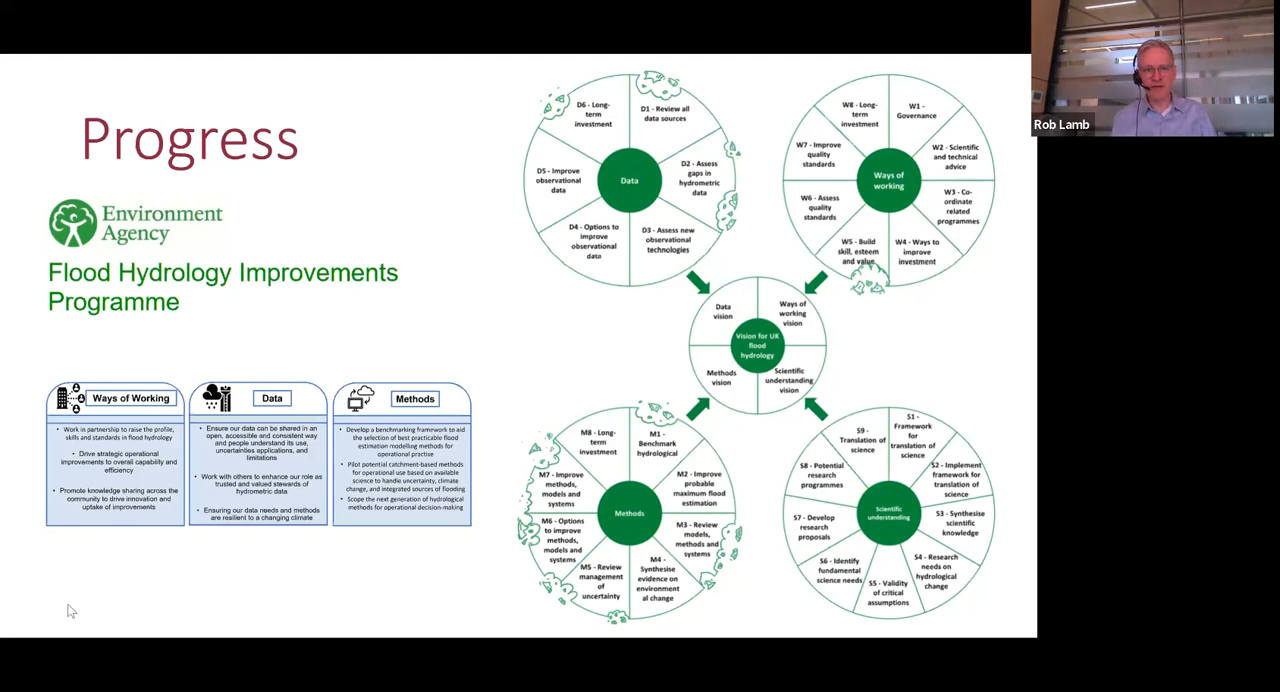 Progress
Environment
Agency
Flood Hydrology Improvements
Programme
Ways of Working
• Work in partnership to raise the profile,
skills and standards in flood hydrology
• Drive strategic operational
improvements to overall capability and
efficiency
• Promote knowledge sharing across the
community to drive innovation and
uptake of improvements
Data
• Ensure our data can be shared in an
open, accessible and consistent way
and people understand its use,
uncertainties applications, and
limitations
• Work with others to enhance our role as
trusted and valued stewards of
hydrometric data
• Ensuring our data needs and methods
are resilient to a changing climate
Methods
• Develop a benchmarking framework to aid
the selection of best practicable flood
estimation modelling methods for
operational practise
• Pilot potential catchment-based methods
for operational use based on available
science to handle uncertainty, climate
change, and integrated sources of flooding
• Scope the next generation of hydrological
methods for operational decision-making
D6 - Long-
term
investment
D1 - Review all
data sources
D5 - Improve
observational
data
Data
D2 - Assess
gaps in
hydrometric
data
D4 - Options to
improve
observational
data
D3 - Assess new
observational
technologies
W8 - Long-
term
investment
W1 -
Governance
W7 - Improve
quality
standards
W2 - Scientific
and technical
advice
Ways of
working
W6 - Assess
quality
standards
W3 - Co-
ordinate
related
programmes
W5 - Build
skill, esteem
and value
W4 - Ways to
improve
investment
Data
vision
Ways of
working
vision
Vision for UK
flood
hydrology
Methods
vision
Scientific
understanding
vision
M8 - Long-
term
investment
M1 -
Benchmark
hydrological
M7 - Improve
methods,
models and
systems
M2 - Improve
probable
maximum flood
estimation
Methods
M6 - Options
to improve
methods,
models and
systems
M3 - Review
models,
methods and
systems
M5 - Review
management
of
uncertainty
M4 -
Synthesise
evidence on
environment
al change
S1 -
Framework
for
translation of
science
S9 -
Translation of
science
S2 - Implement
framework for
translation of
science
S8 - Potential
research
programmes
Scientific
understanding
S3 - Synthesise
scientific
knowledge
S7 - Develop
research
proposals
S4 - Research
needs on
hydrological
change
S6 - Identify
fundamental
science needs
S5 - Validity
of critical
assumptions
Rob Lamb